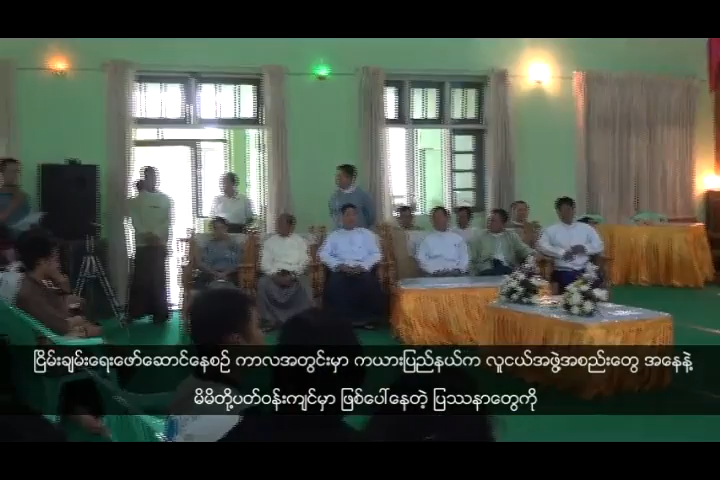 ငြိမ်းချမ်းရေးဖော်ဆောင်နေစဉ် ကာလအတွင်းမှာ ကယားပြည်နယ်က လူငယ်အဖွဲ့အစည်းတွေ အနေနဲ့
မိမိတို့ပတ်ဝန်းကျင်မှာ ဖြစ်ပေါ်နေတဲ့ ပြဿနာတွေကို